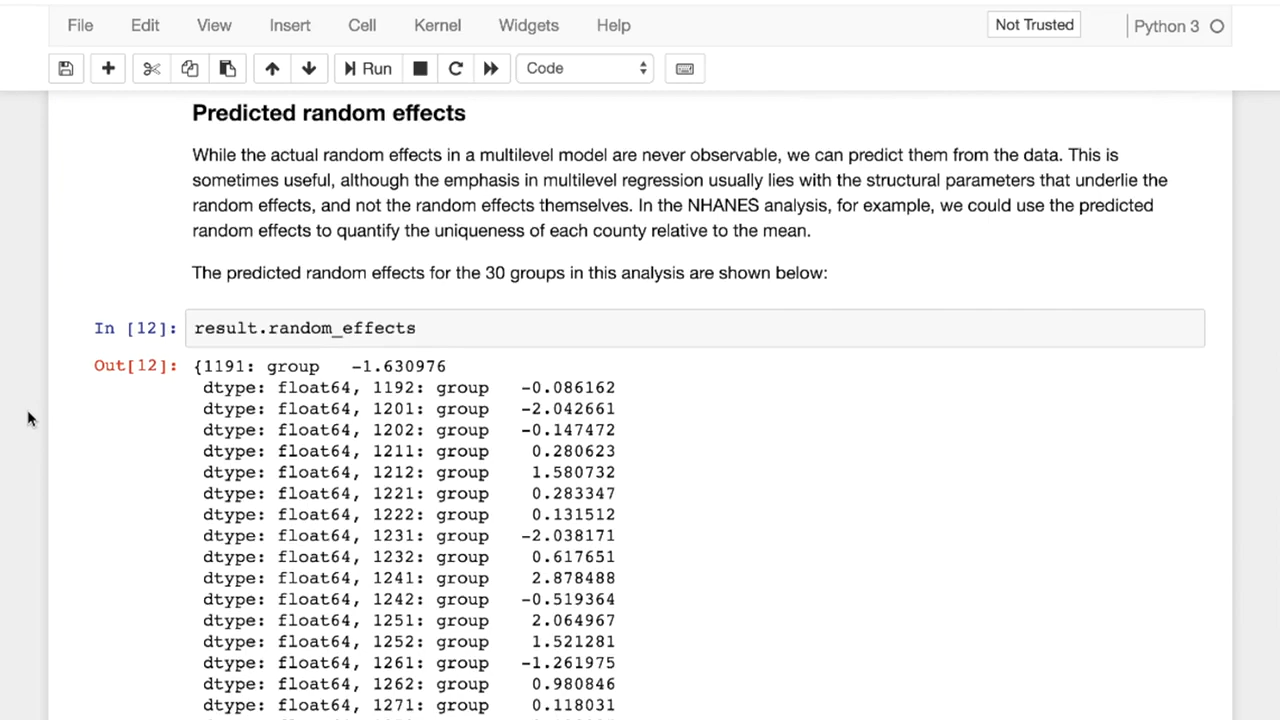 File Edit View Insert Cell Kernel Widgets Help Not Trusted Python 3
Run Code
Predicted random effects
While the actual random effects in a multilevel model are never observable, we can predict them from the data. This is
sometimes useful, although the emphasis in multilevel regression usually lies with the structural parameters that underlie the
random effects, and not the random effects themselves. In the NHANES analysis, for example, we could use the predicted
random effects to quantify the uniqueness of each county relative to the mean.
The predicted random effects for the 30 groups in this analysis are shown below:
In [12]: result.random_effects
Out[12]: {1191: group -1.630976
dtype: float64, 1192: group -0.086162
dtype: float64, 1201: group -2.042661
dtype: float64, 1202: group -0.147472
dtype: float64, 1211: group 0.280623
dtype: float64, 1212: group 1.580732
dtype: float64, 1221: group 0.283347
dtype: float64, 1222: group 0.131512
dtype: float64, 1231: group -2.038171
dtype: float64, 1232: group 0.617651
dtype: float64, 1241: group 2.878488
dtype: float64, 1242: group -0.519364
dtype: float64, 1251: group 2.064967
dtype: float64, 1252: group 1.521281
dtype: float64, 1261: group -1.261975
dtype: float64, 1262: group 0.980846
dtype: float64, 1271: group 0.118031